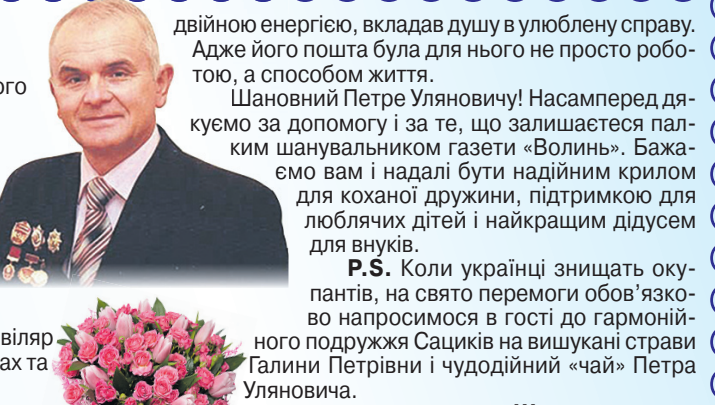 двійною енергією, вкладав душу в улюблену справу.
Адже його пошта була для нього не просто робо-
тою, а способом життя.
Шановний Петре Уляновичу! Насамперед дя-
куємо за допомогу і за те, що залишаєтеся пал-
ким шанувальником газети «Волинь». Бажа-
ємо вам і надалі бути надійним крилом
для коханої дружини, підтримкою для
люблячих дітей і найкращим дідусем
для внуків.
P.S. Коли українці знищать оку-
пантів, на свято перемоги обов’язко-
во напросимося в гості до гармоній-
ного подружжя Сациків на вишукані страви
Галини Петрівни і чудодійний «чай» Петра
Уляновича.
ого
віляр
ах та